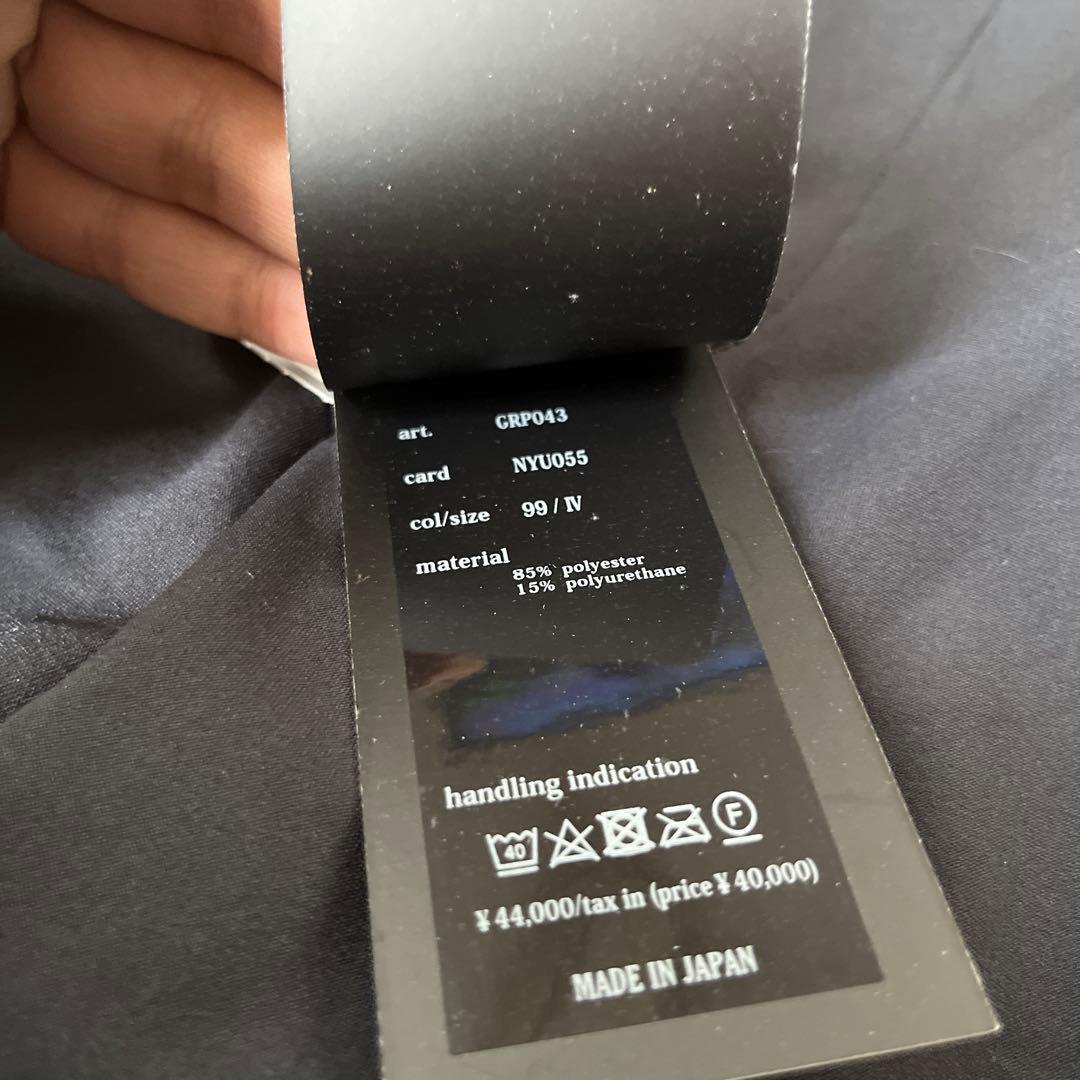 art. GRP043
card NYU055
col/size 99 / Ⅳ
material 85% polyester
15% polyurethane
handling indication
40 F
¥44,000/tax in (price ¥40,000)
MADE IN JAPAN